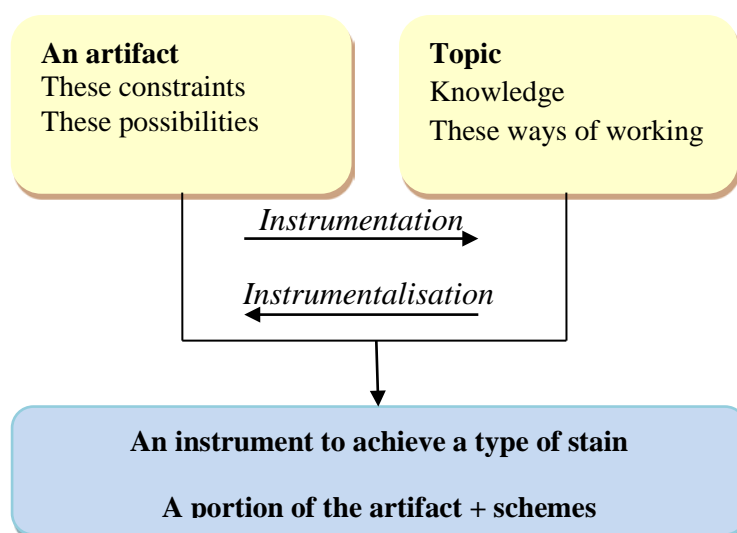 An artifact
These constraints
These possibilities
Topic
Knowledge
These ways of working
Instrumentation
Instrumentalisation
An instrument to achieve a type of stain
A portion of the artifact + schemes